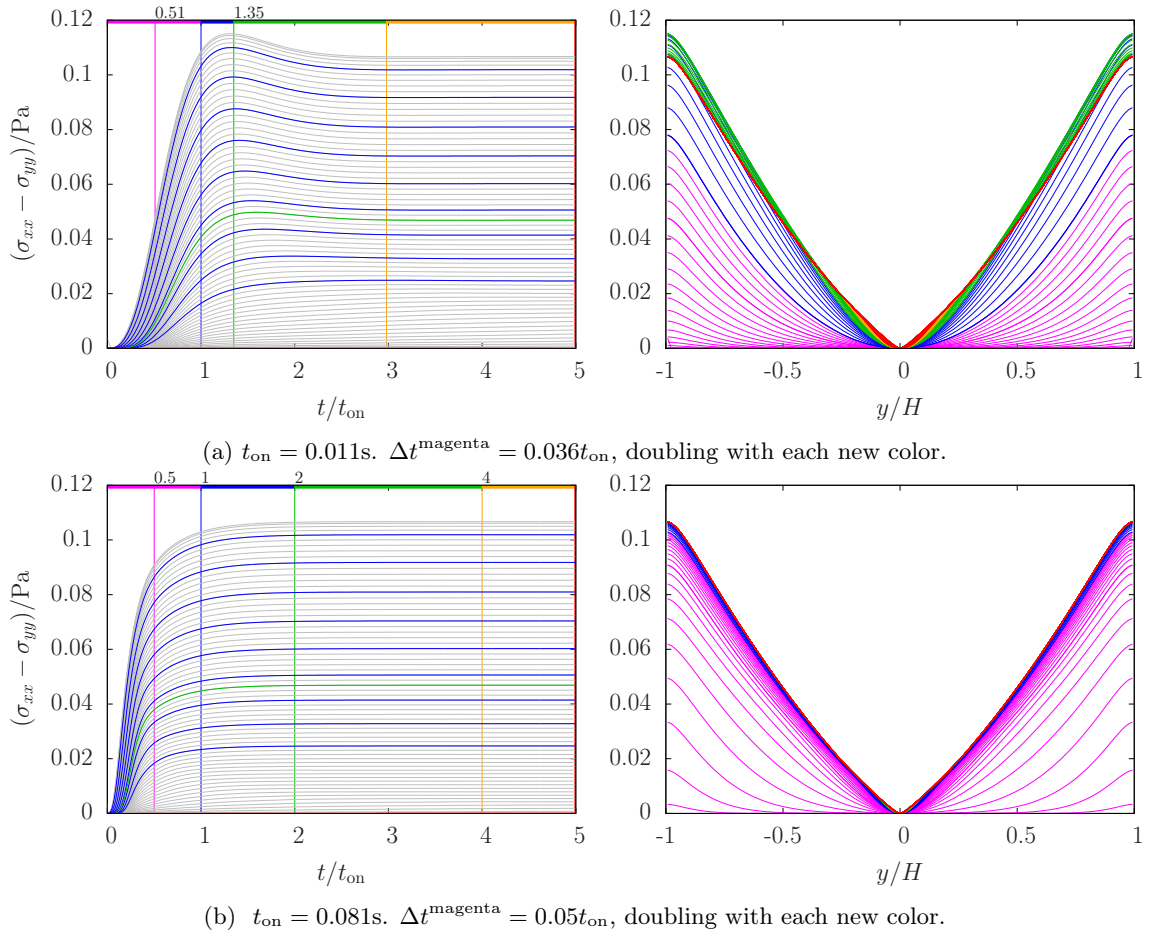 0.51 1.35
(σxx − σyy)/Pa
0.12
0.1
0.08
0.06
0.04
0.02
0
0 1 2 3 4 5
t/ton
0.12
0.1
0.08
0.06
0.04
0.02
0
-1 -0.5 0 0.5 1
y/H
(a) ton = 0.011s. Δt^magenta = 0.036ton, doubling with each new color.
0.5 1 2 4
(σxx − σyy)/Pa
0.12
0.1
0.08
0.06
0.04
0.02
0
0 1 2 3 4 5
t/ton
0.12
0.1
0.08
0.06
0.04
0.02
0
-1 -0.5 0 0.5 1
y/H
(b) ton = 0.081s. Δt^magenta = 0.05ton, doubling with each new color.